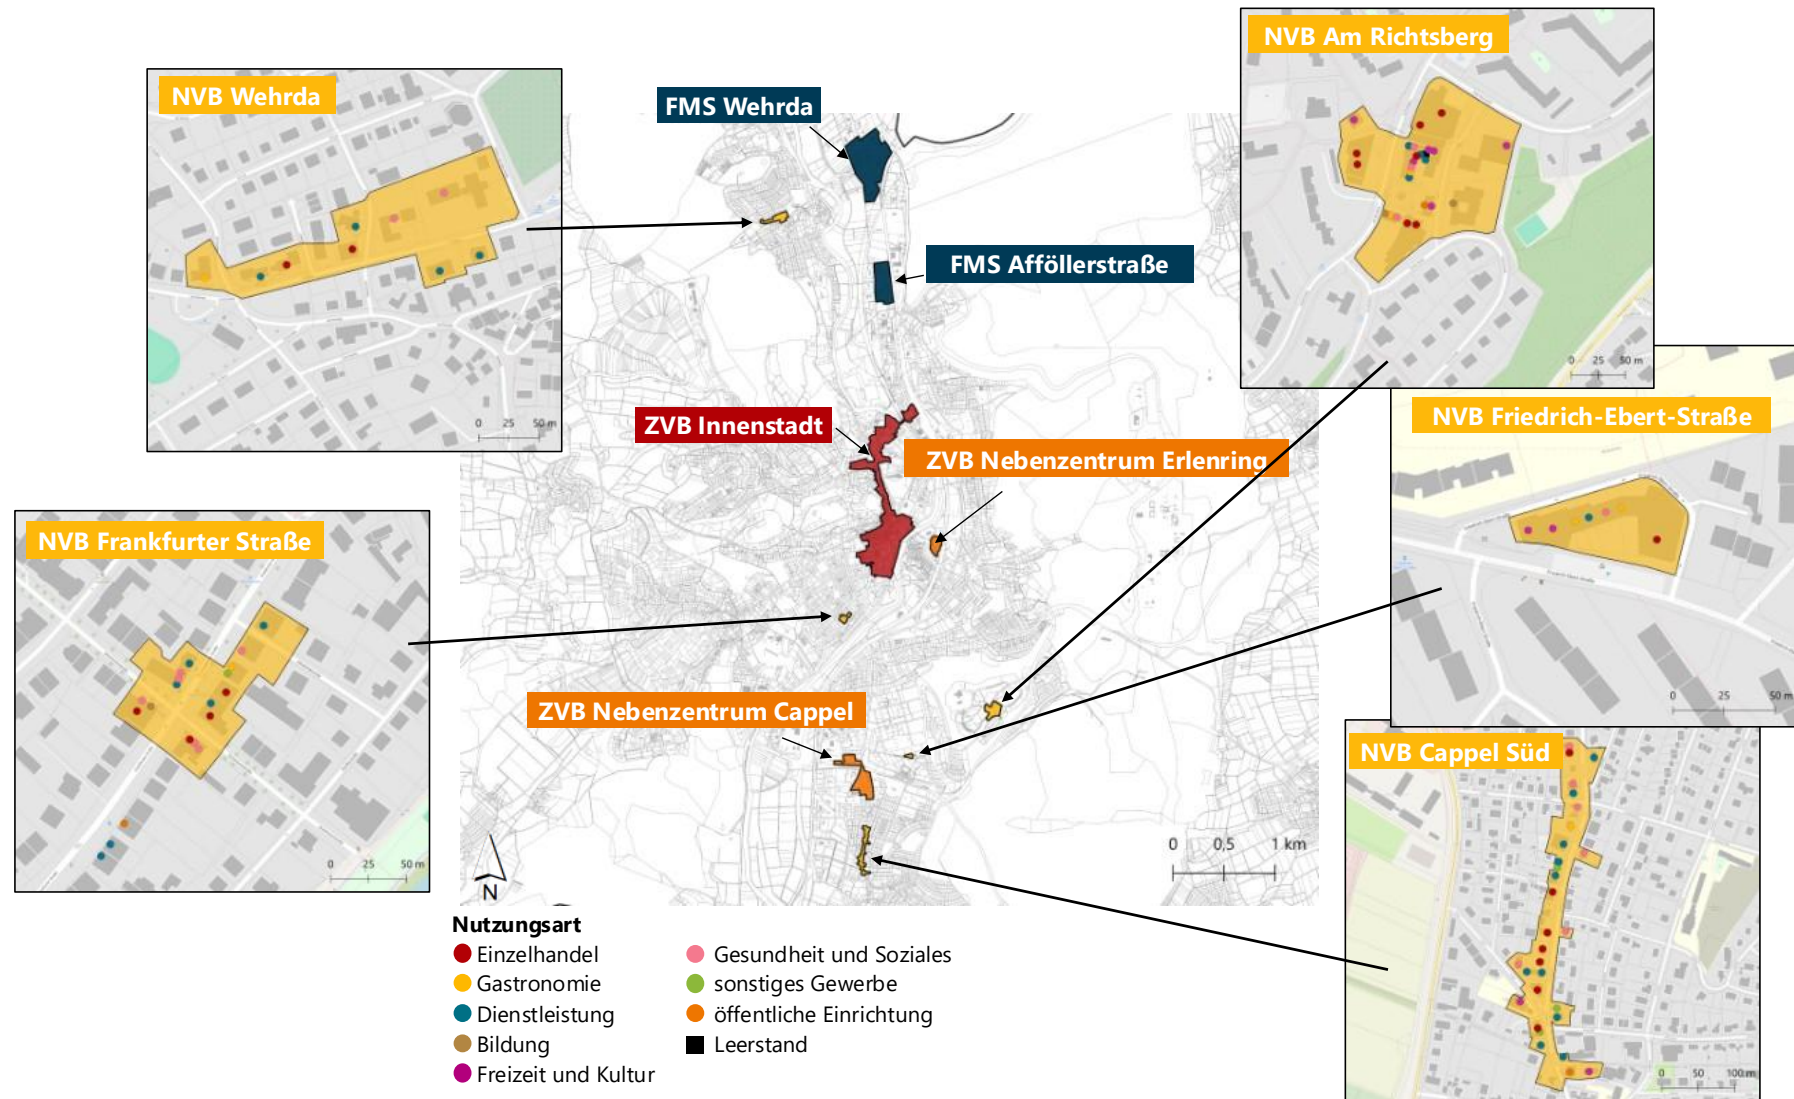 NVB Am Richtsberg
NVB Wehrda
FMS Wehrda
FMS Afföllerstraße
0 25 50 m
NVB Friedrich-Ebert-Straße
ZVB Innenstadt
0 25 50 m
ZVB Nebenzentrum Erlenring
NVB Frankfurter Straße
ZVB Nebenzentrum Cappel
0 25 50 m
NVB Cappel Süd
0 0,5 1 km
0 25 50 m
N
Nutzungsart
Einzelhandel
Gastronomie
Dienstleistung
Bildung
Freizeit und Kultur
Gesundheit und Soziales
sonstiges Gewerbe
öffentliche Einrichtung
Leerstand
0 50 100 m